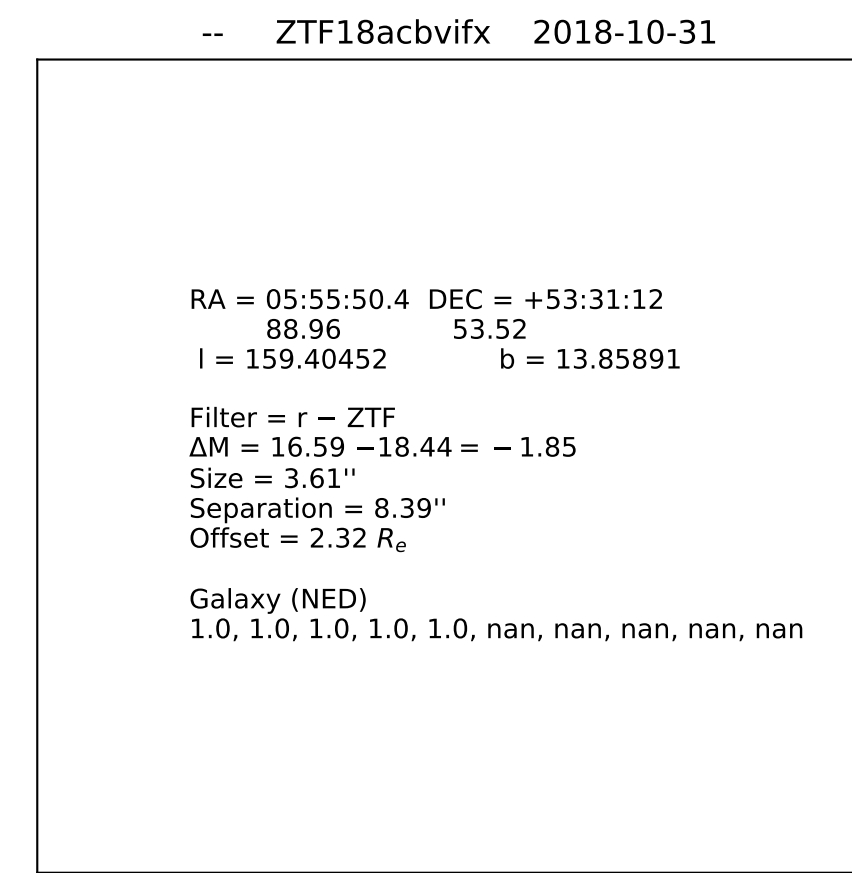 -- ZTF18acbvifx 2018-10-31
RA = 05:55:50.4 DEC = +53:31:12
88.96 53.52
l = 159.40452 b = 13.85891
Filter = r − ZTF
ΔM = 16.59 −18.44 = − 1.85
Size = 3.61''
Separation = 8.39''
Offset = 2.32 Re
Galaxy (NED)
1.0, 1.0, 1.0, 1.0, 1.0, nan, nan, nan, nan, nan